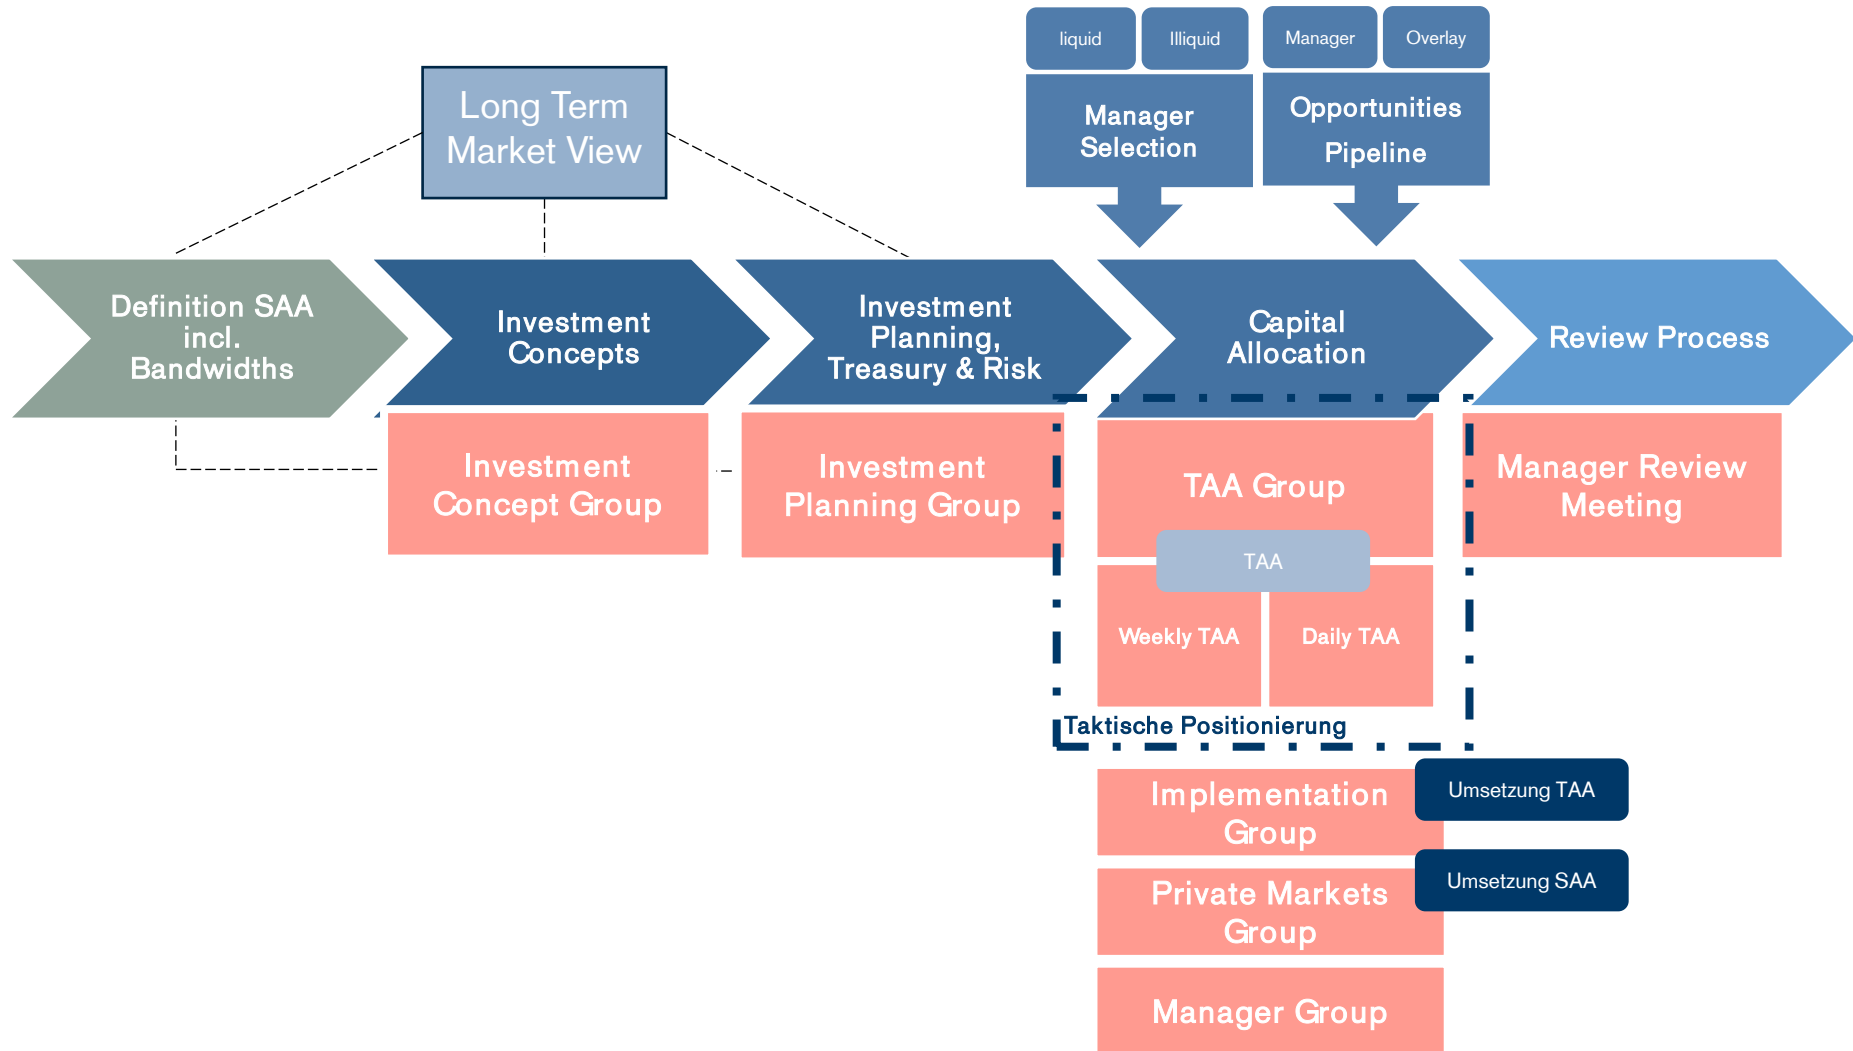 liquid
Illiquid
Manager
Overlay
Long Term
Market View
Manager
Selection
Opportunities
Pipeline
Definition SAA
incl.
Bandwidths
Investment
Concepts
Investment
Planning,
Treasury & Risk
Capital
Allocation
Review Process
Investment
Concept Group
Investment
Planning Group
TAA Group
Manager Review
Meeting
TAA
Weekly TAA
Daily TAA
Taktische Positionierung
Implementation
Group
Umsetzung TAA
Private Markets
Group
Umsetzung SAA
Manager Group